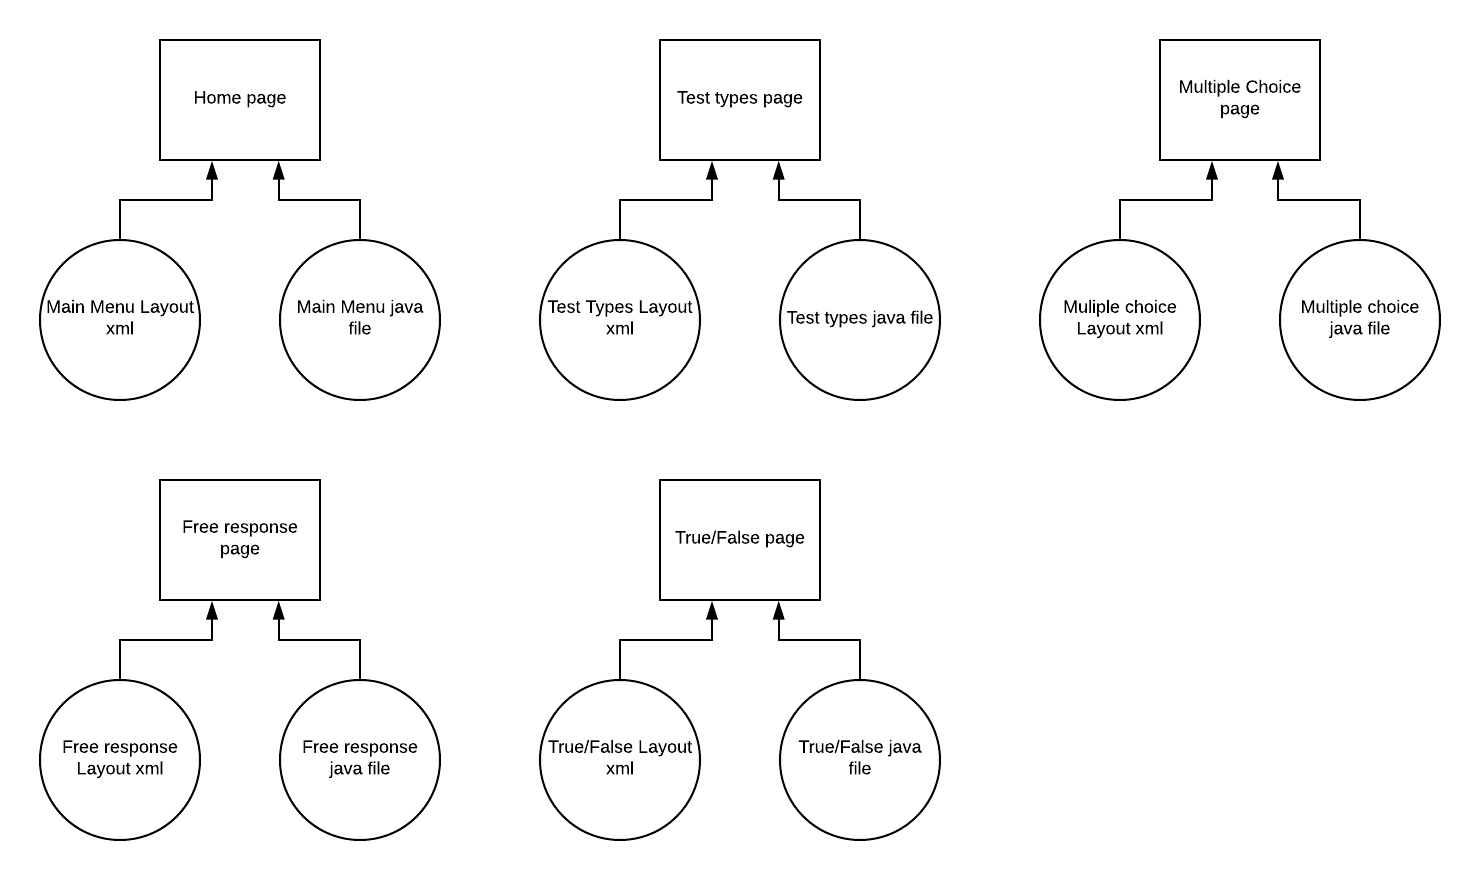 Home page
Test types page
Multiple Choice
page
Main Menu Layout
xml
Main Menu java
file
Test Types Layout
xml
Test types java file
Muliple choice
Layout xml
Multiple choice
java file
Free response
page
True/False page
Free response
Layout xml
Free response
java file
True/False Layout
xml
True/False java
file